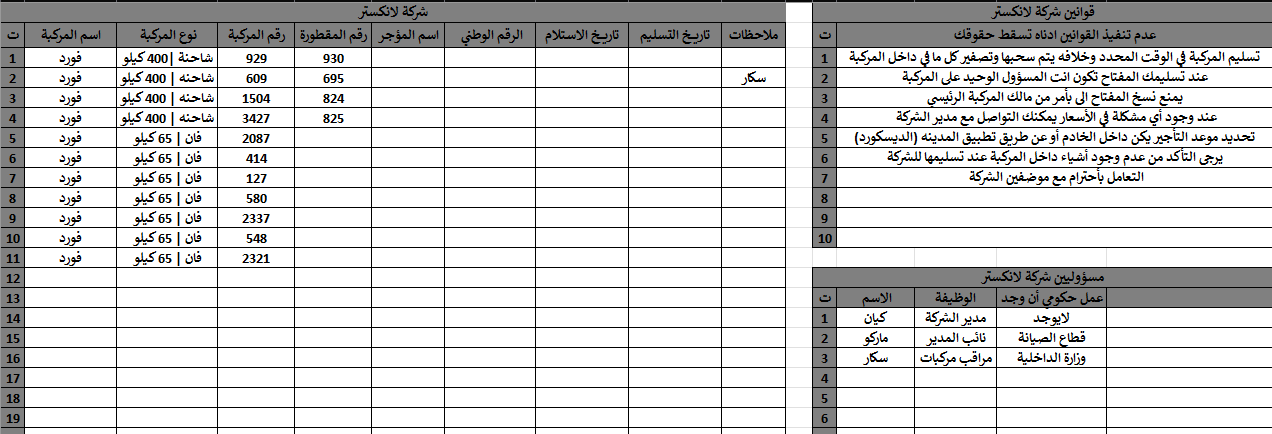 شركة لانكستر
ت | اسم المركبة | نوع المركبة | رقم المركبة | رقم المقطورة | اسم المؤجر | الرقم الوطني | تاريخ الاستلام | تاريخ التسليم | ملاحظات
1 | فورد | شاحنة | 400 كيلو | 929 | 930
2 | فورد | شاحنه | 400 كيلو | 609 | 695 | سكار
3 | فورد | شاحنه | 400 كيلو | 1504 | 824
4 | فورد | شاحنه | 400 كيلو | 3427 | 825
5 | فورد | فان | 65 كيلو | 2087
6 | فورد | فان | 65 كيلو | 414
7 | فورد | فان | 65 كيلو | 127
8 | فورد | فان | 65 كيلو | 580
9 | فورد | فان | 65 كيلو | 2337
10 | فورد | فان | 65 كيلو | 548
11 | فورد | فان | 65 كيلو | 2321
12
13
14
15
16
17
18
19
قوانين شركة لانكستر
ت | عدم تنفيذ القوانين ادناه تسقط حقوقك
1 | تسليم المركبة في الوقت المحدد وخلافه يتم سحبها وتصفير كل ما في داخل المركبة
2 | عند تسليمك المفتاح تكون انت المسؤول الوحيد على المركبة
3 | يمنع نسخ المفتاح الى بأمر من مالك المركبة الرئيسي
4 | عند وجود أي مشكلة في الأسعار يمكنك التواصل مع مدير الشركة
5 | تحديد موعد التأجير يكن داخل الخادم أو عن طريق تطبيق المدينه (الديسكورد)
6 | يرجى التأكد من عدم وجود أشياء داخل المركبة عند تسليمها للشركة
7 | التعامل بأحترام مع موضفين الشركة
8
9
10
مسؤوليين شركة لانكستر
ت | الاسم | الوظيفة | عمل حكومي أن وجد
1 | كيان | مدير الشركة | لايوجد
2 | ماركو | نائب المدير | قطاع الصيانة
3 | سكار | مراقب مركبات | وزارة الداخلية
4
5
6